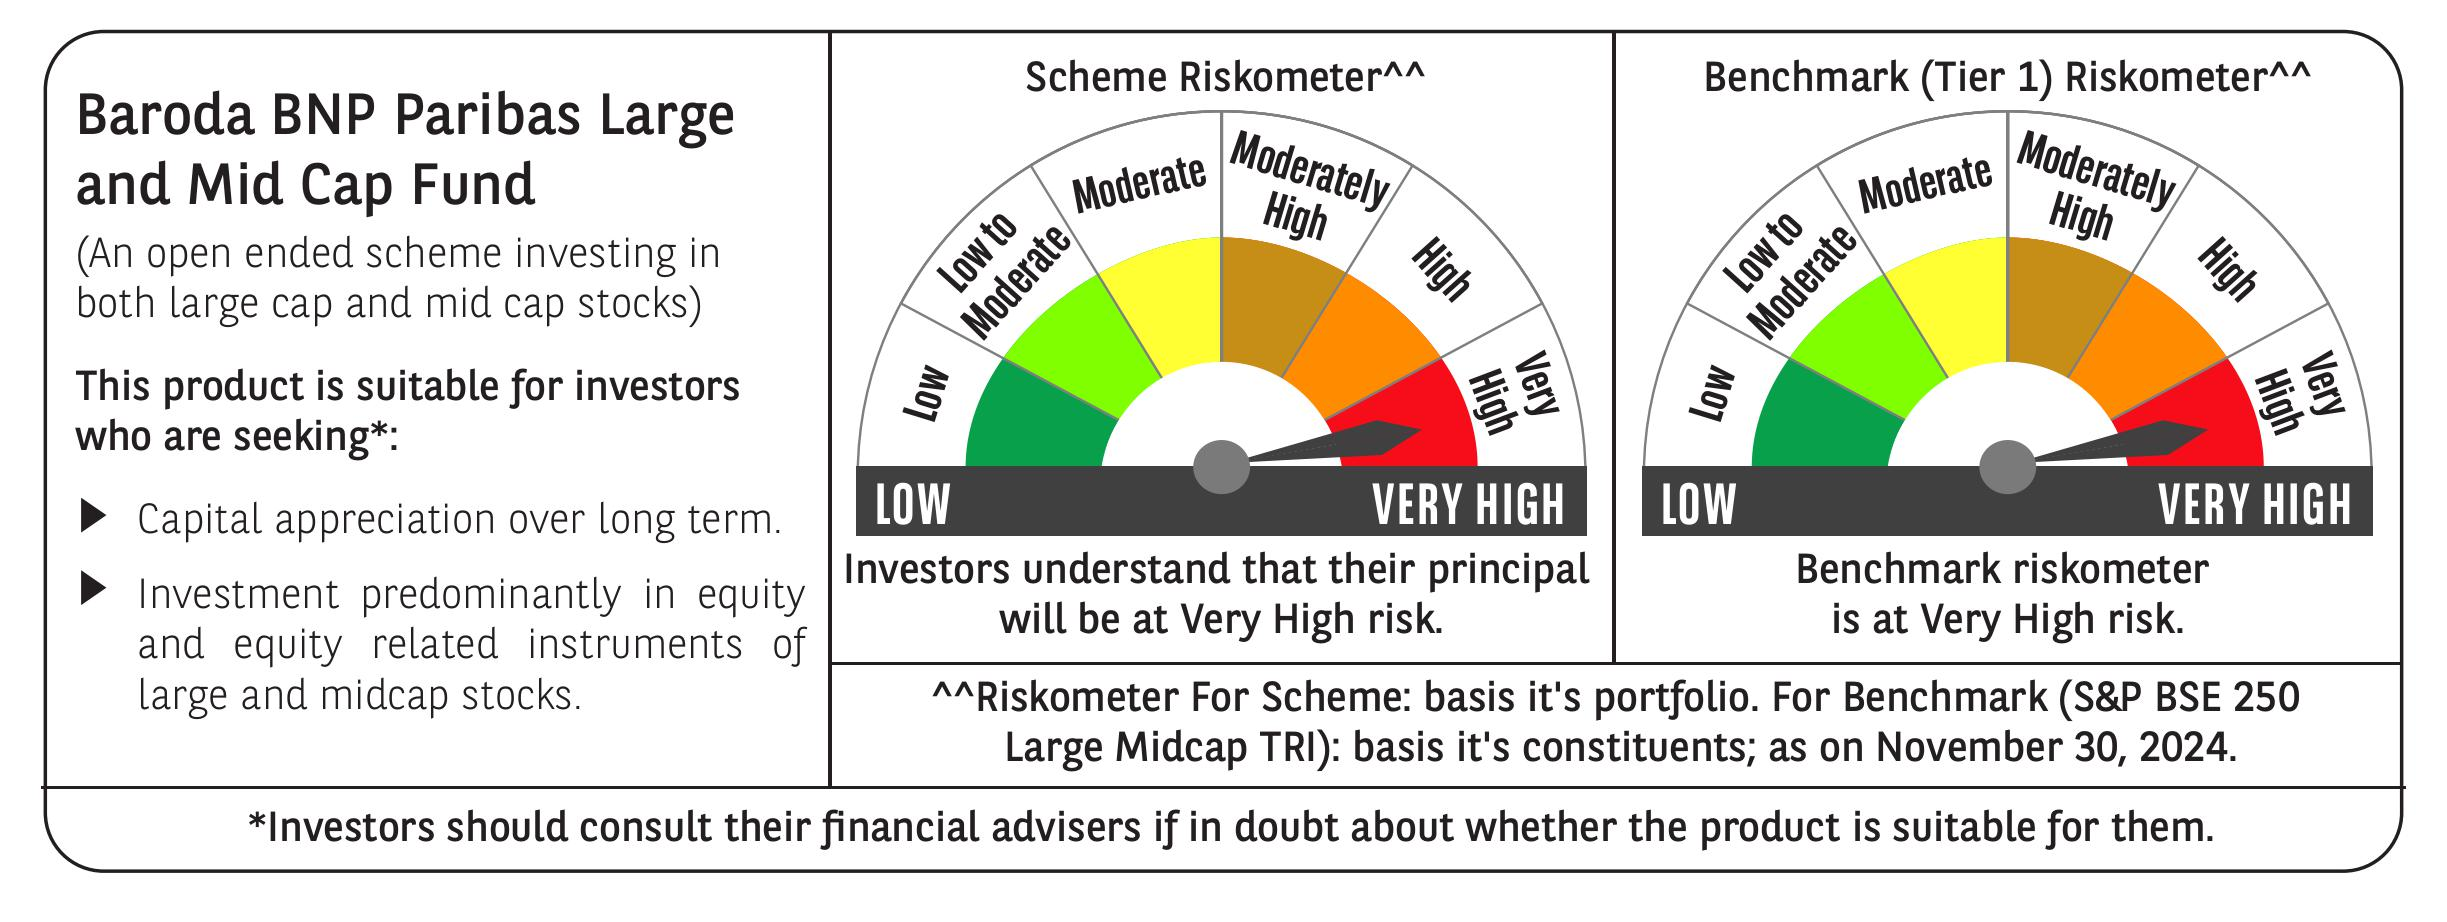 Baroda BNP Paribas Large
and Mid Cap Fund
(An open ended scheme investing in
both large cap and mid cap stocks)
This product is suitable for investors
who are seeking*:
Capital appreciation over long term.
Investment predominantly in equity
and equity related instruments of
large and midcap stocks.
Scheme Riskometer^^
Low
Low to
Moderate
Moderate
Moderately
High
High
Very
High
LOW
VERY HIGH
Investors understand that their principal
will be at Very High risk.
Benchmark (Tier 1) Riskometer^^
Low
Low to
Moderate
Moderate
Moderately
High
High
Very
High
LOW
VERY HIGH
Benchmark riskometer
is at Very High risk.
^^Riskometer For Scheme: basis it's portfolio. For Benchmark (S&P BSE 250
Large Midcap TRI): basis it's constituents; as on November 30, 2024.
*Investors should consult their financial advisers if in doubt about whether the product is suitable for them.